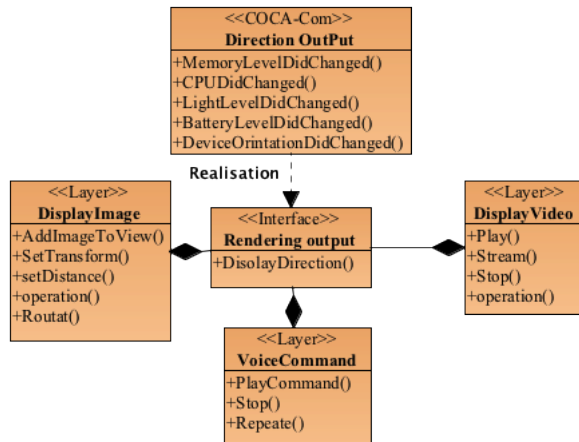 <<COCA-Com>>
Direction OutPut
+MemoryLevelDidChanged()
+CPUDidChanged()
+LightLevelDidChanged()
+BatteryLevelDidChanged()
+DeviceOrintationDidChanged()
Realisation
<<Layer>>
DisplayImage
+AddImageToView()
+SetTransform()
+setDistance()
+operation()
+Routat()
<<Interface>>
Rendering output
+DisolayDirection()
<<Layer>>
DisplayVideo
+Play()
+Stream()
+Stop()
+operation()
<<Layer>>
VoiceCommand
+PlayCommand()
+Stop()
+Repeate()